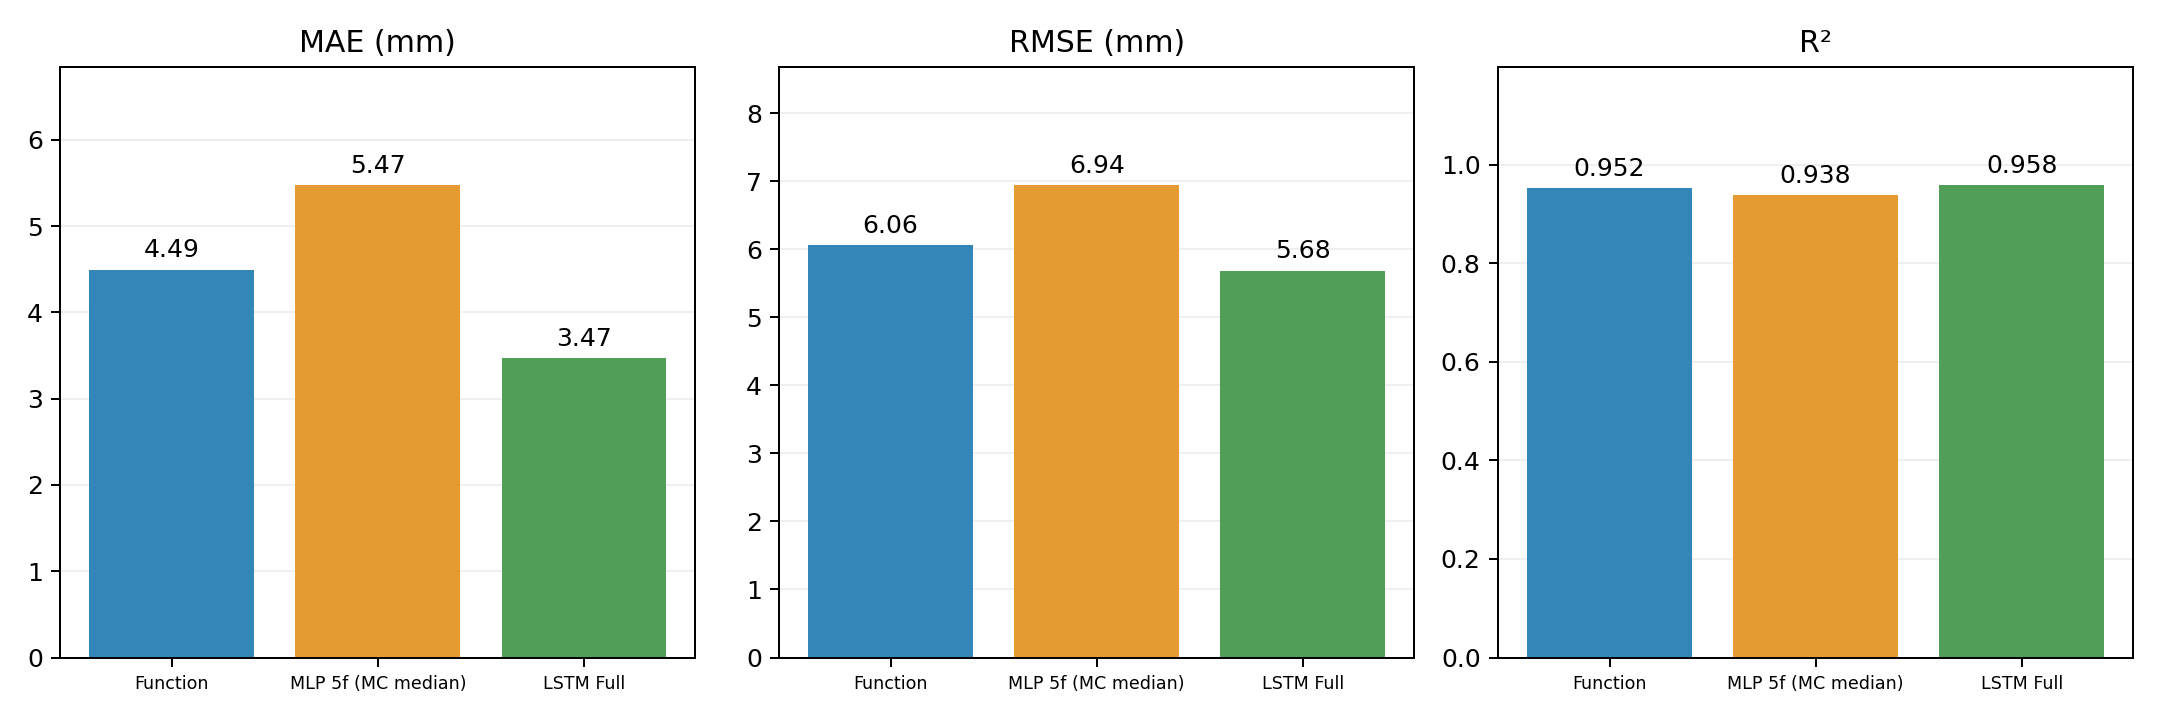 MAE (mm)
6
5
4
3
2
1
0
4.49
5.47
3.47
Function
MLP 5f (MC median)
LSTM Full
RMSE (mm)
8
7
6
5
4
3
2
1
0
6.06
6.94
5.68
Function
MLP 5f (MC median)
LSTM Full
R²
1.0
0.8
0.6
0.4
0.2
0.0
0.952
0.938
0.958
Function
MLP 5f (MC median)
LSTM Full